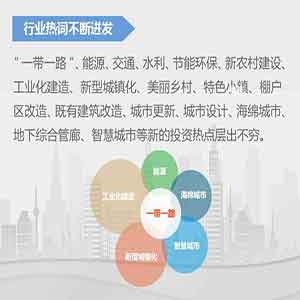 行业热词不断迸发
“一带一路”、能源、交通、水利、节能环保、新农村建设、
工业化建造、新型城镇化、美丽乡村、特色小镇、棚户
区改造、既有建筑改造、城市更新、城市设计、海绵城市、
地下综合管廊、智慧城市等新的投资热点层出不穷。
能源
工业化建造
海绵城市
一带一路
新型城镇化
智慧城市